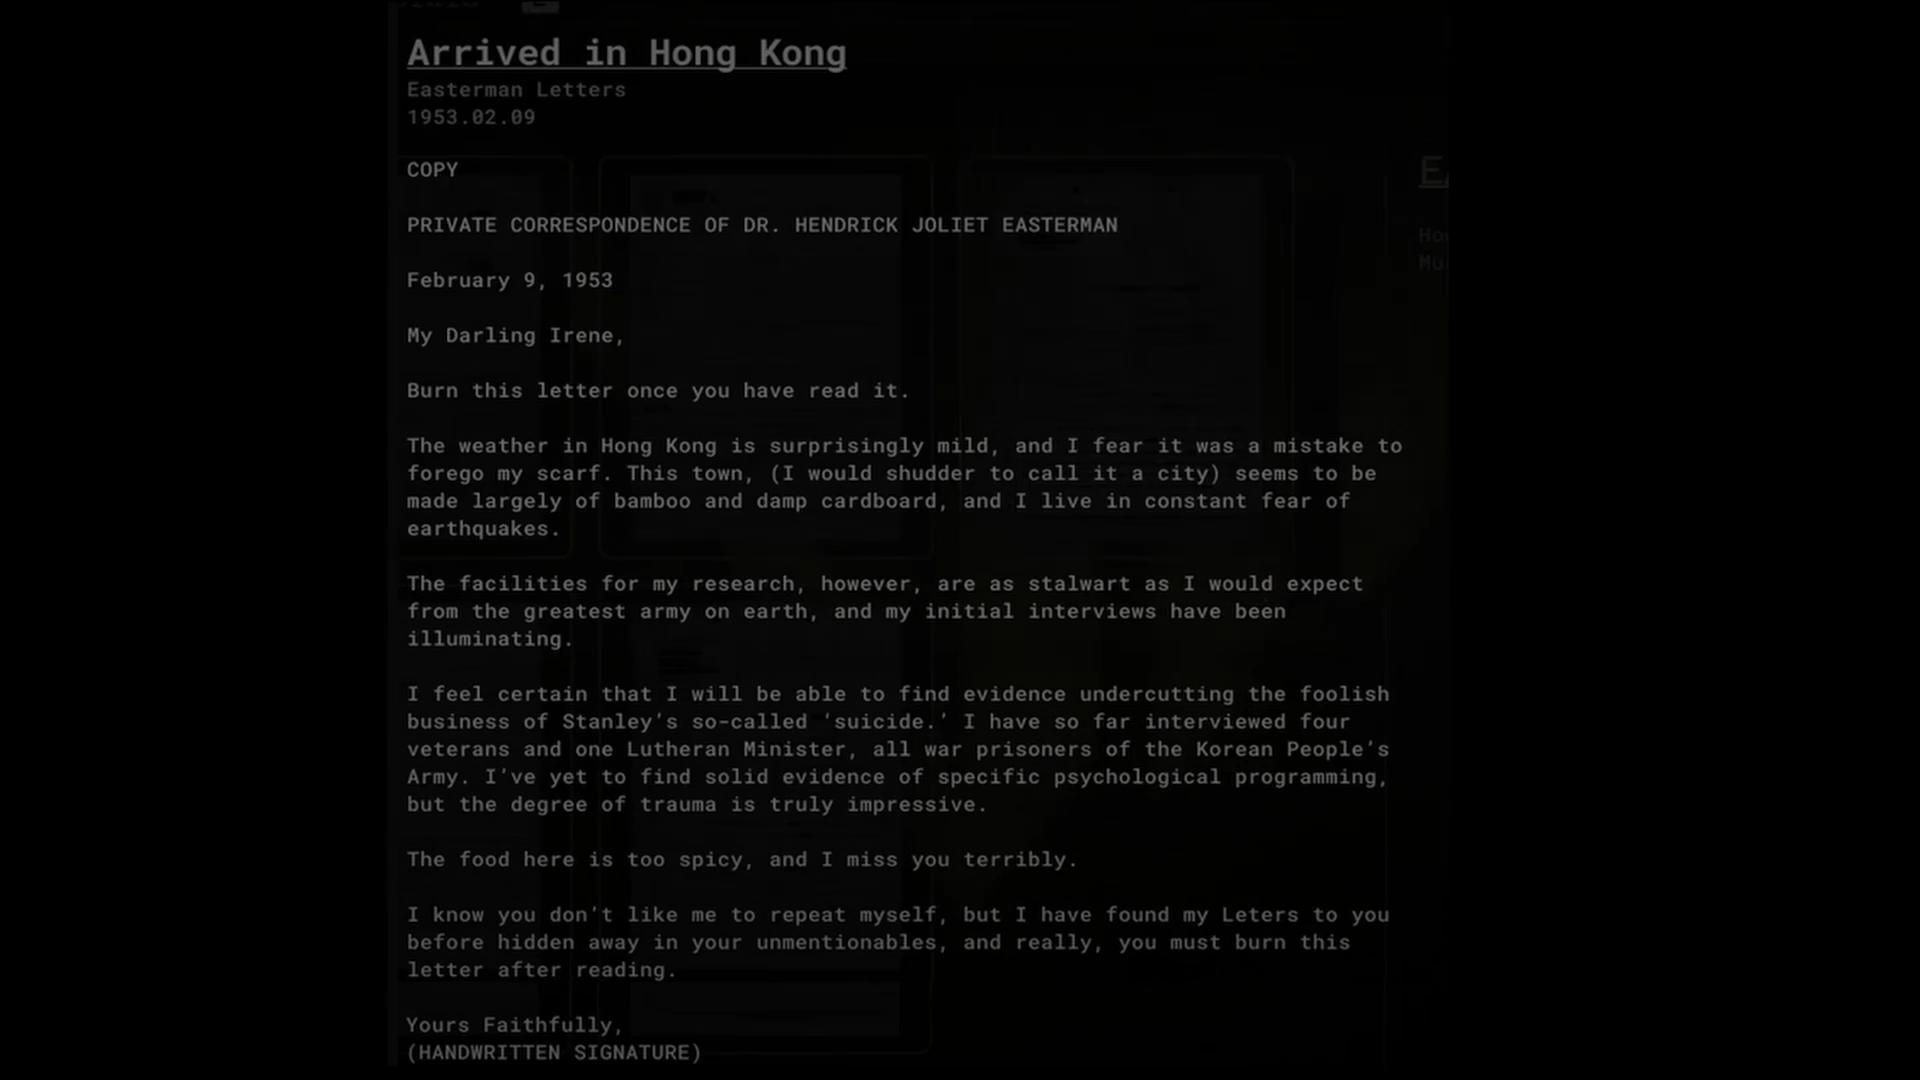 Arrived in Hong Kong
Easterman Letters
1953.02.09
COPY
PRIVATE CORRESPONDENCE OF DR. HENDRICK JOLIET EASTERMAN
February 9, 1953
My Darling Irene,
Burn this letter once you have read it.
The weather in Hong Kong is surprisingly mild, and I fear it was a mistake to
forego my scarf. This town, (I would shudder to call it a city) seems to be
made largely of bamboo and damp cardboard, and I live in constant fear of
earthquakes.
The facilities for my research, however, are as stalwart as I would expect
from the greatest army on earth, and my initial interviews have been
illuminating.
I feel certain that I will be able to find evidence undercutting the foolish
business of Stanley’s so-called ‘suicide.’ I have so far interviewed four
veterans and one Lutheran Minister, all war prisoners of the Korean People’s
Army. I’ve yet to find solid evidence of specific psychological programming,
but the degree of trauma is truly impressive.
The food here is too spicy, and I miss you terribly.
I know you don’t like me to repeat myself, but I have found my Leters to you
before hidden away in your unmentionables, and really, you must burn this
letter after reading.
Yours Faithfully,
(HANDWRITTEN SIGNATURE)